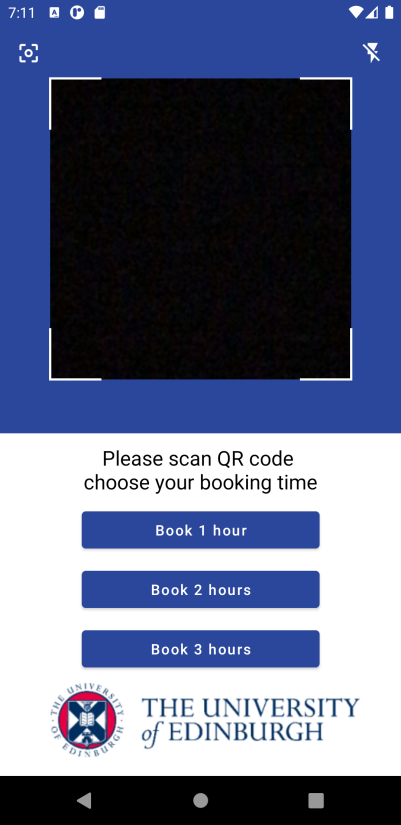 7:11
Please scan QR code
choose your booking time
Book 1 hour
Book 2 hours
Book 3 hours
THE UNIVERSITY
of EDINBURGH
THE UNIVERSITY
OF EDINBURGH